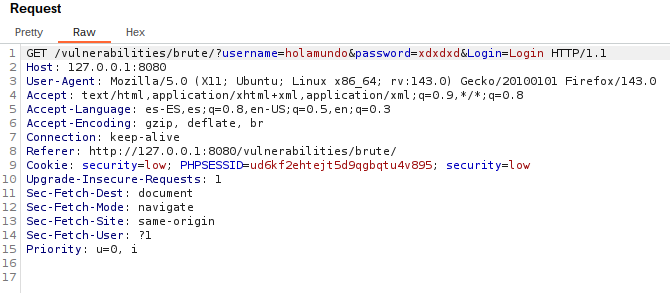 Request
Pretty Raw Hex
1 GET /vulnerabilities/brute/?username=holamundo&password=xdxdxd&Login=Login HTTP/1.1
2 Host: 127.0.0.1:8080
3 User-Agent: Mozilla/5.0 (X11; Ubuntu; Linux x86_64; rv:143.0) Gecko/20100101 Firefox/143.0
4 Accept: text/html,application/xhtml+xml,application/xml;q=0.9,*/*;q=0.8
5 Accept-Language: es-ES,es;q=0.8,en-US;q=0.5,en;q=0.3
6 Accept-Encoding: gzip, deflate, br
7 Connection: keep-alive
8 Referer: http://127.0.0.1:8080/vulnerabilities/brute/
9 Cookie: security=low; PHPSESSID=ud6kf2ehtejt5d9qgbqtu4v895; security=low
10 Upgrade-Insecure-Requests: 1
11 Sec-Fetch-Dest: document
12 Sec-Fetch-Mode: navigate
13 Sec-Fetch-Site: same-origin
14 Sec-Fetch-User: ?1
15 Priority: u=0, i
16
17